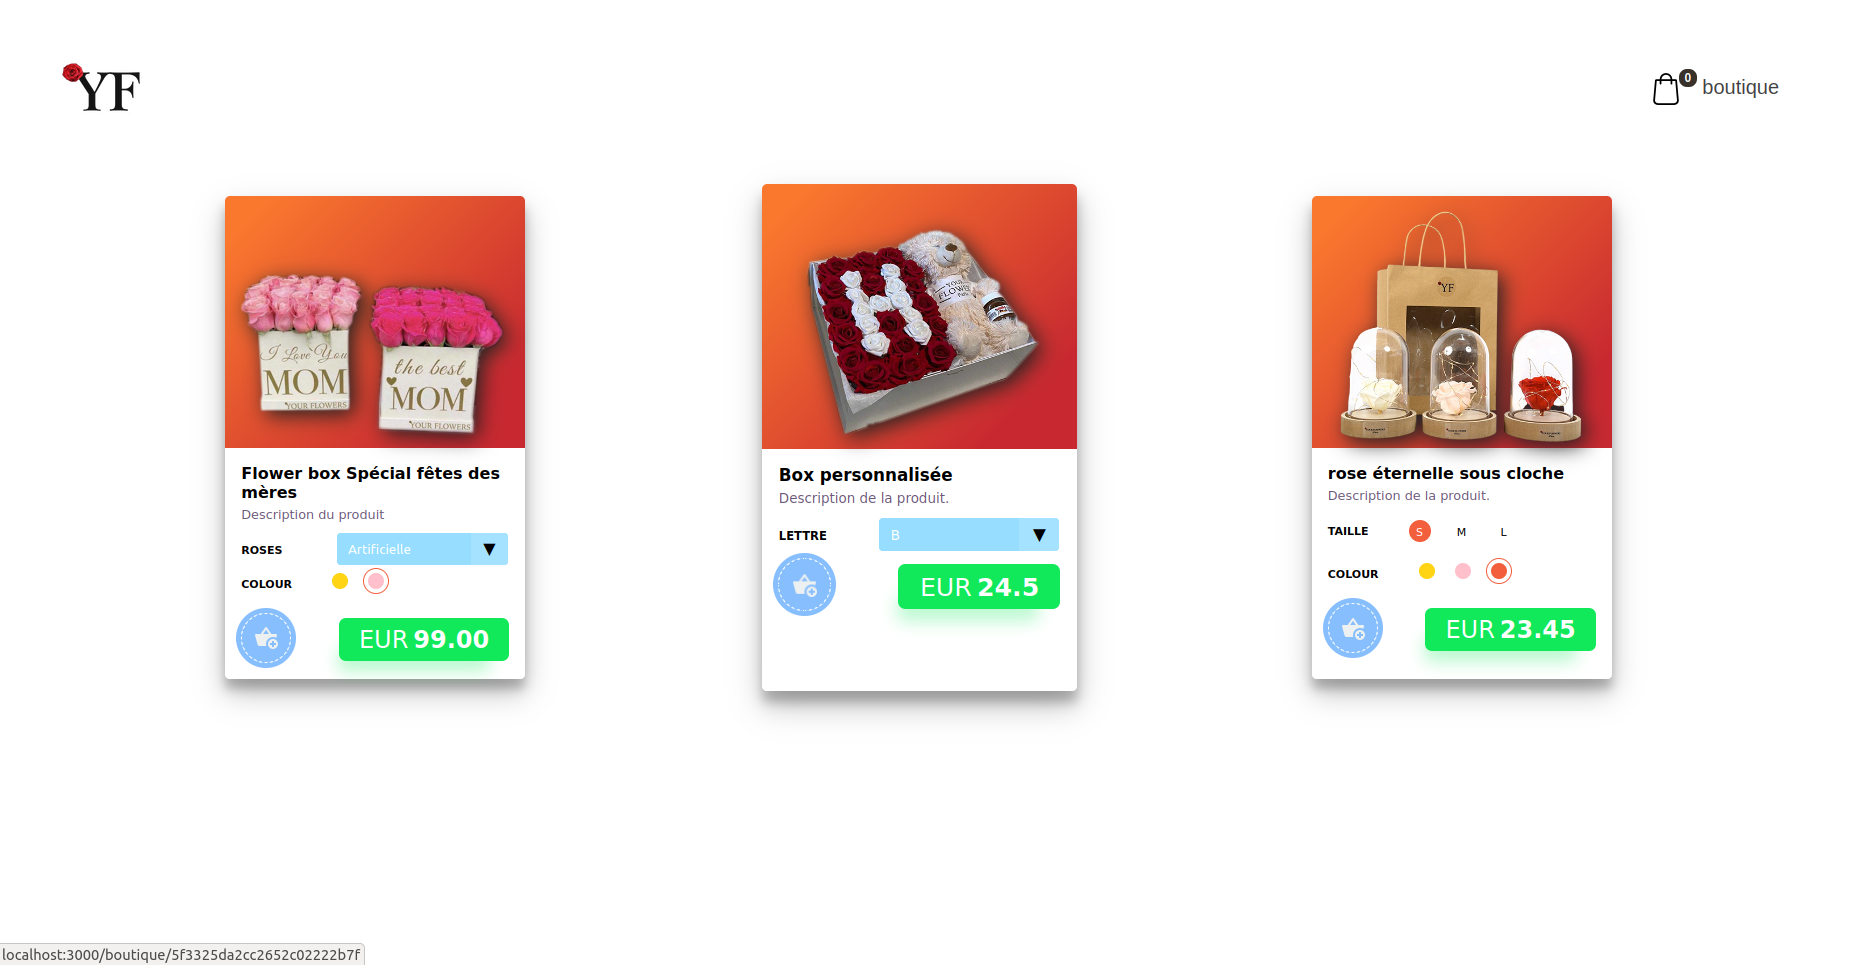 YF
0 boutique
I Love You
MOM
YOUR FLOWERS
the best
MOM
YOUR FLOWERS
Flower box Spécial fêtes des
mères
Description du produit
ROSES
Artificielle ▼
COLOUR
EUR 99.00
H
YOUR
FLOWERS
Box personnalisée
Description de la produit.
LETTRE
B ▼
EUR 24.5
YF
rose éternelle sous cloche
Description de la produit.
TAILLE
S M L
COLOUR
EUR 23.45
localhost:3000/boutique/5f3325da2cc2652c02222b7f